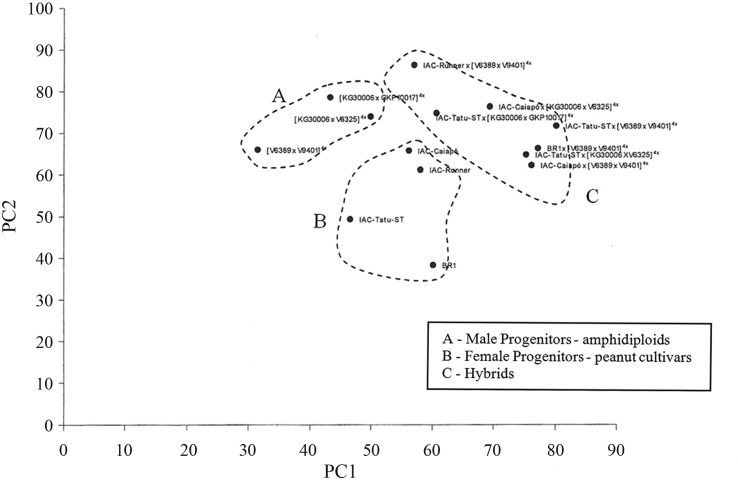 100
90
80
70
60
50
40
30
20
10
0
PC2
A
B
C
IAC-Runner x [V6389 x V9401]⁴ˣ
[KG30006 x GKP10017]⁴ˣ
[KG30006 x V6325]⁴ˣ
[V6389 x V9401]⁴ˣ
IAC-Caiapó x [KG30006 x V6325]⁴ˣ
IAC-Tatu-ST x [KG30006 x GKP10017]⁴ˣ
IAC-Tatu-ST x [V6389 x V9401]⁴ˣ
BR1 x [V6389 x V9401]⁴ˣ
IAC-Tatu-ST x [KG30006 X V6325]⁴ˣ
IAC-Caiapó x [V6389 x V9401]⁴ˣ
IAC-Caiapó
IAC-Runner
IAC-Tatu-ST
BR1
A - Male Progenitors - amphidiploids
B - Female Progenitors - peanut cultivars
C - Hybrids
0 10 20 30 40 50 60 70 80 90
PC1